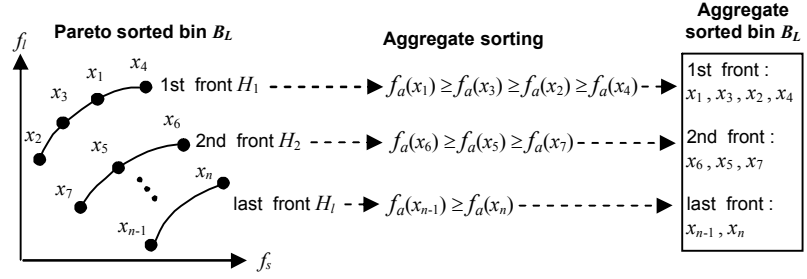 Pareto sorted bin B_L
Aggregate sorting
Aggregate
sorted bin B_L
f_l
x_4
x_1
x_3
x_2
1st front H_1
f_a(x_1) ≥ f_a(x_3) ≥ f_a(x_2) ≥ f_a(x_4)
1st front :
x_1 , x_3 , x_2 , x_4
x_6
x_5
x_7
2nd front H_2
f_a(x_6) ≥ f_a(x_5) ≥ f_a(x_7)
2nd front :
x_6 , x_5 , x_7
x_n
x_{n-1}
last front H_l
f_a(x_{n-1}) ≥ f_a(x_n)
last front :
x_{n-1} , x_n
f_s